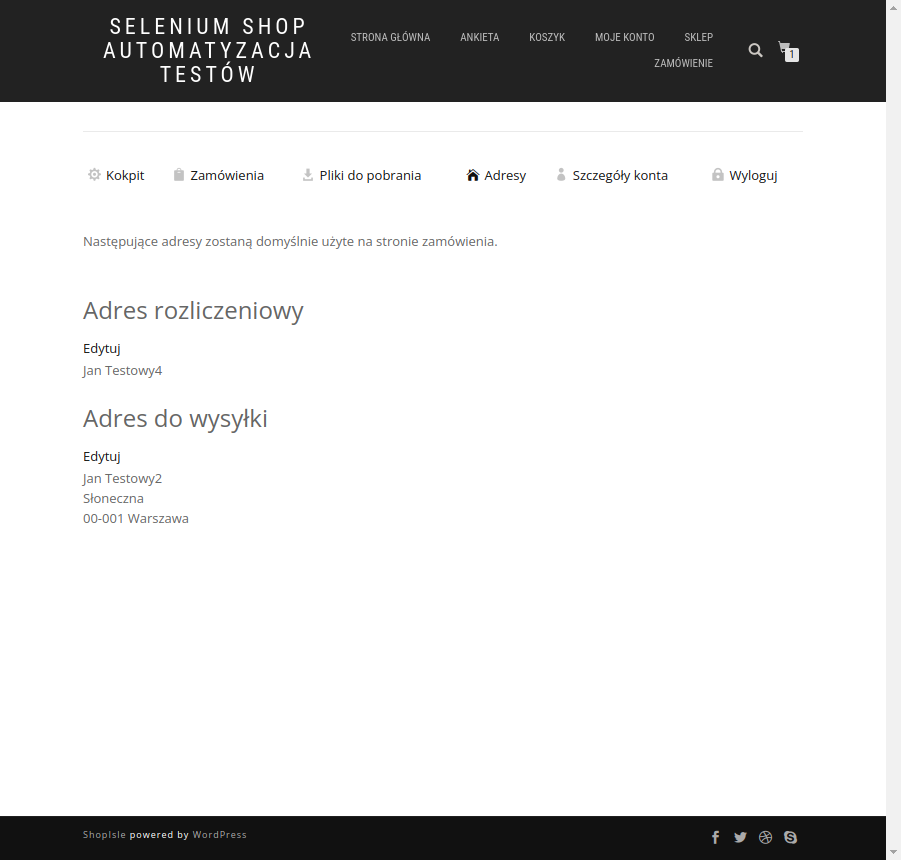 SELENIUM SHOP
AUTOMATYZACJA
TESTÓW
STRONA GŁÓWNA ANKIETA KOSZYK MOJE KONTO SKLEP
ZAMÓWIENIE
1
Kokpit Zamówienia Pliki do pobrania Adresy Szczegóły konta Wyloguj
Następujące adresy zostaną domyślnie użyte na stronie zamówienia.
Adres rozliczeniowy
Edytuj
Jan Testowy4
Adres do wysyłki
Edytuj
Jan Testowy2
Słoneczna
00-001 Warszawa
ShopIsle powered by WordPress